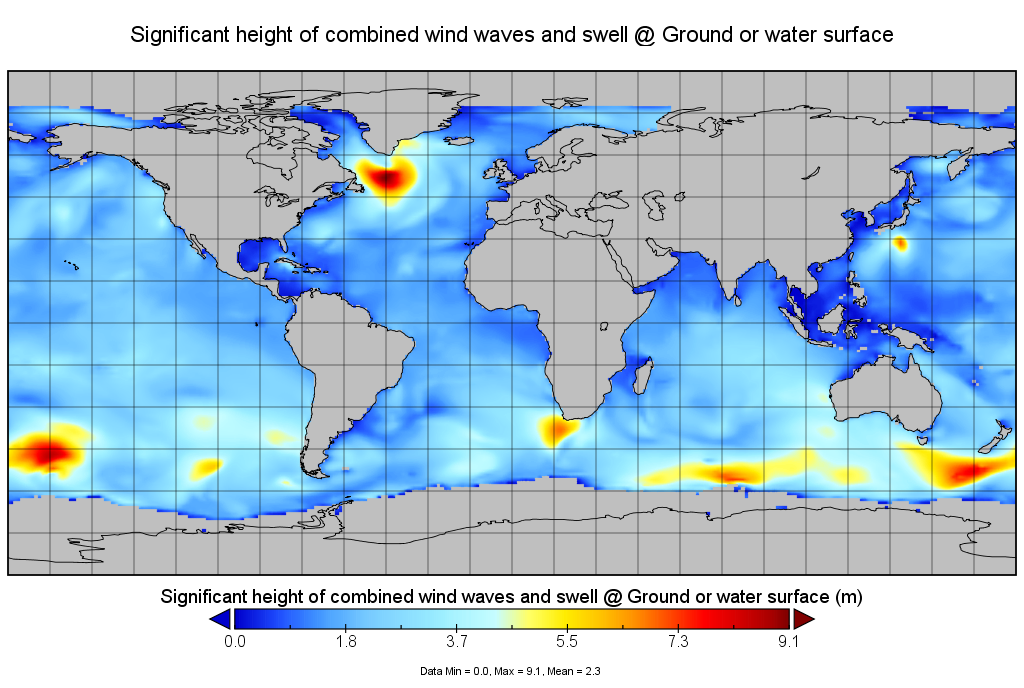 Significant height of combined wind waves and swell @ Ground or water surface
Significant height of combined wind waves and swell @ Ground or water surface (m)
0.0 1.8 3.7 5.5 7.3 9.1
Data Min = 0.0, Max = 9.1, Mean = 2.3